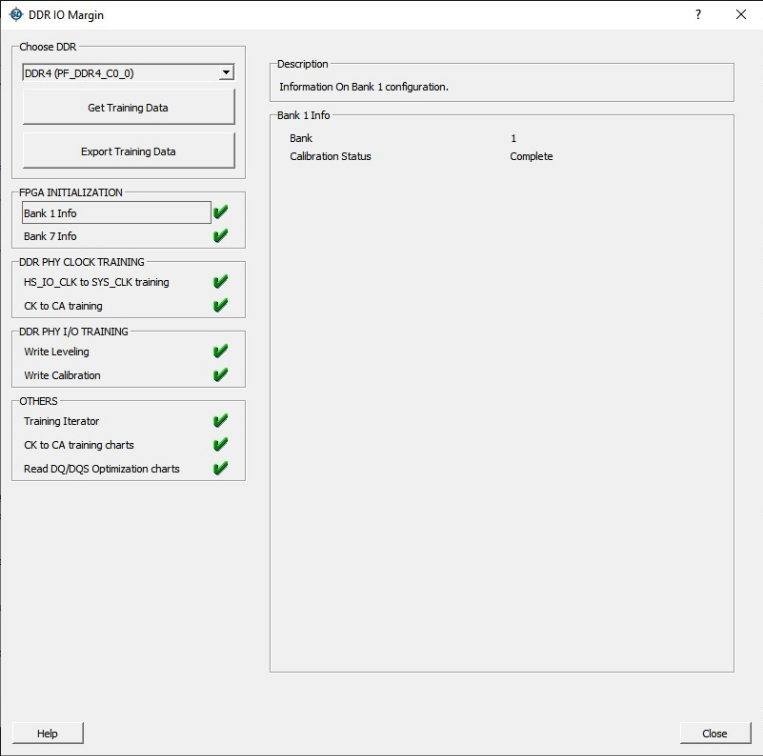 DDR IO Margin
?
Choose DDR
DDR4 (PF_DDR4_C0_0)
Get Training Data
Export Training Data
FPGA INITIALIZATION
Bank 1 Info
Bank 7 Info
DDR PHY CLOCK TRAINING
HS_IO_CLK to SYS_CLK training
CK to CA training
DDR PHY I/O TRAINING
Write Leveling
Write Calibration
OTHERS
Training Iterator
CK to CA training charts
Read DQ/DQS Optimization charts
Description
Information On Bank 1 configuration.
Bank 1 Info
Bank 1
Calibration Status Complete
Help
Close